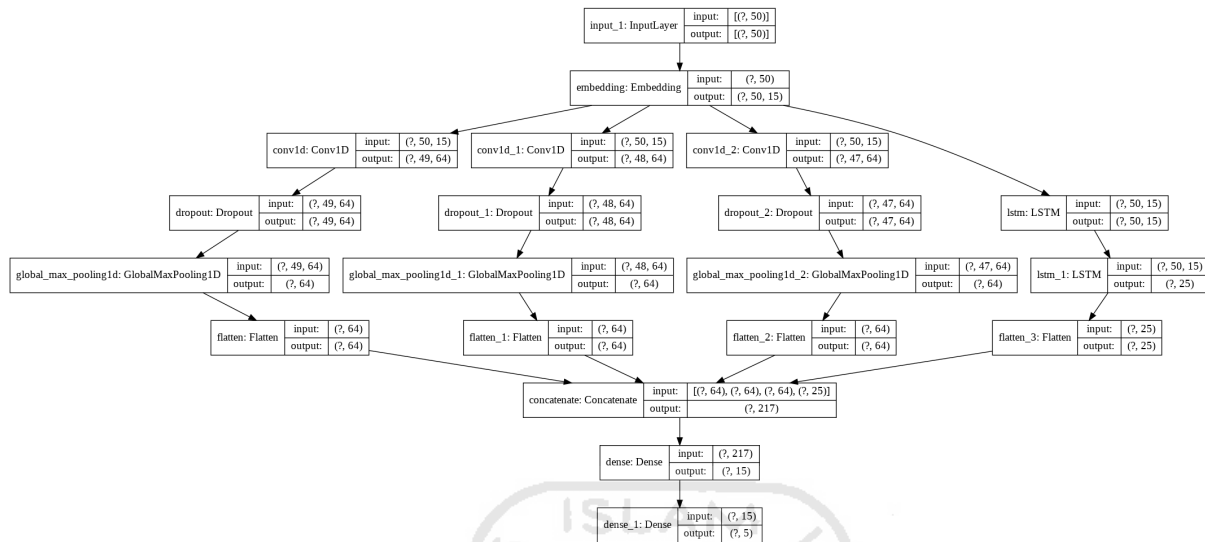 input_1: InputLayer input: [(?, 50)]
output: [(?, 50)]
embedding: Embedding input: (?, 50)
output: (?, 50, 15)
conv1d: Conv1D input: (?, 50, 15)
output: (?, 49, 64)
conv1d_1: Conv1D input: (?, 50, 15)
output: (?, 48, 64)
conv1d_2: Conv1D input: (?, 50, 15)
output: (?, 47, 64)
dropout: Dropout input: (?, 49, 64)
output: (?, 49, 64)
dropout_1: Dropout input: (?, 48, 64)
output: (?, 48, 64)
dropout_2: Dropout input: (?, 47, 64)
output: (?, 47, 64)
lstm: LSTM input: (?, 50, 15)
output: (?, 50, 15)
global_max_pooling1d: GlobalMaxPooling1D input: (?, 49, 64)
output: (?, 64)
global_max_pooling1d_1: GlobalMaxPooling1D input: (?, 48, 64)
output: (?, 64)
global_max_pooling1d_2: GlobalMaxPooling1D input: (?, 47, 64)
output: (?, 64)
lstm_1: LSTM input: (?, 50, 15)
output: (?, 25)
flatten: Flatten input: (?, 64)
output: (?, 64)
flatten_1: Flatten input: (?, 64)
output: (?, 64)
flatten_2: Flatten input: (?, 64)
output: (?, 64)
flatten_3: Flatten input: (?, 25)
output: (?, 25)
concatenate: Concatenate input: [(?, 64), (?, 64), (?, 64), (?, 25)]
output: (?, 217)
dense: Dense input: (?, 217)
output: (?, 15)
ISLAM
dense_1: Dense input: (?, 15)
output: (?, 5)